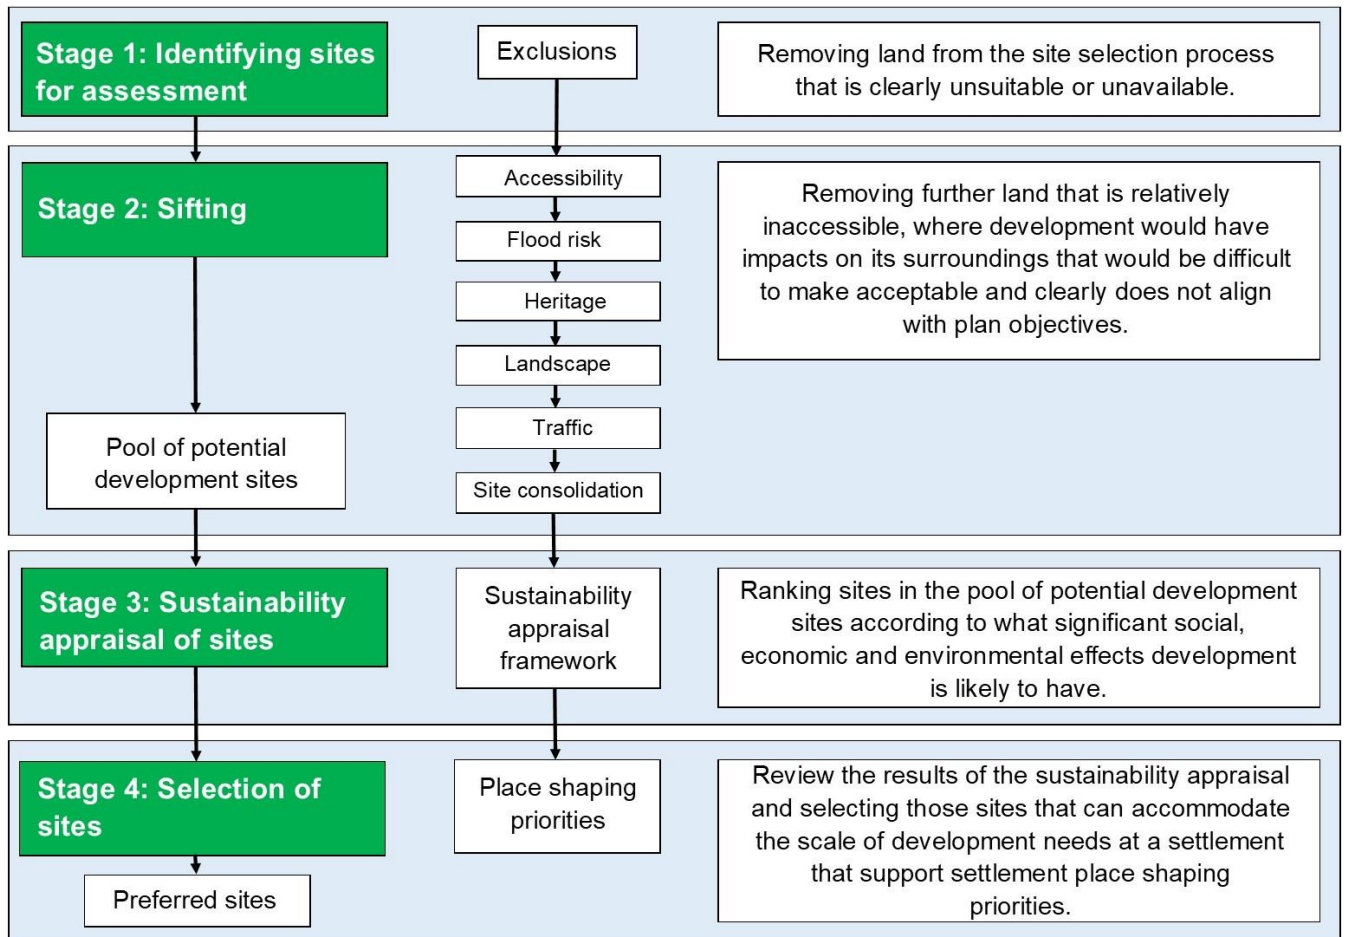 Stage 1: Identifying sites
for assessment
Exclusions
Removing land from the site selection process
that is clearly unsuitable or unavailable.
Stage 2: Sifting
Accessibility
Flood risk
Heritage
Landscape
Traffic
Site consolidation
Removing further land that is relatively
inaccessible, where development would have
impacts on its surroundings that would be difficult
to make acceptable and clearly does not align
with plan objectives.
Pool of potential
development sites
Stage 3: Sustainability
appraisal of sites
Sustainability
appraisal
framework
Ranking sites in the pool of potential development
sites according to what significant social,
economic and environmental effects development
is likely to have.
Stage 4: Selection of
sites
Place shaping
priorities
Review the results of the sustainability appraisal
and selecting those sites that can accommodate
the scale of development needs at a settlement
that support settlement place shaping
priorities.
Preferred sites